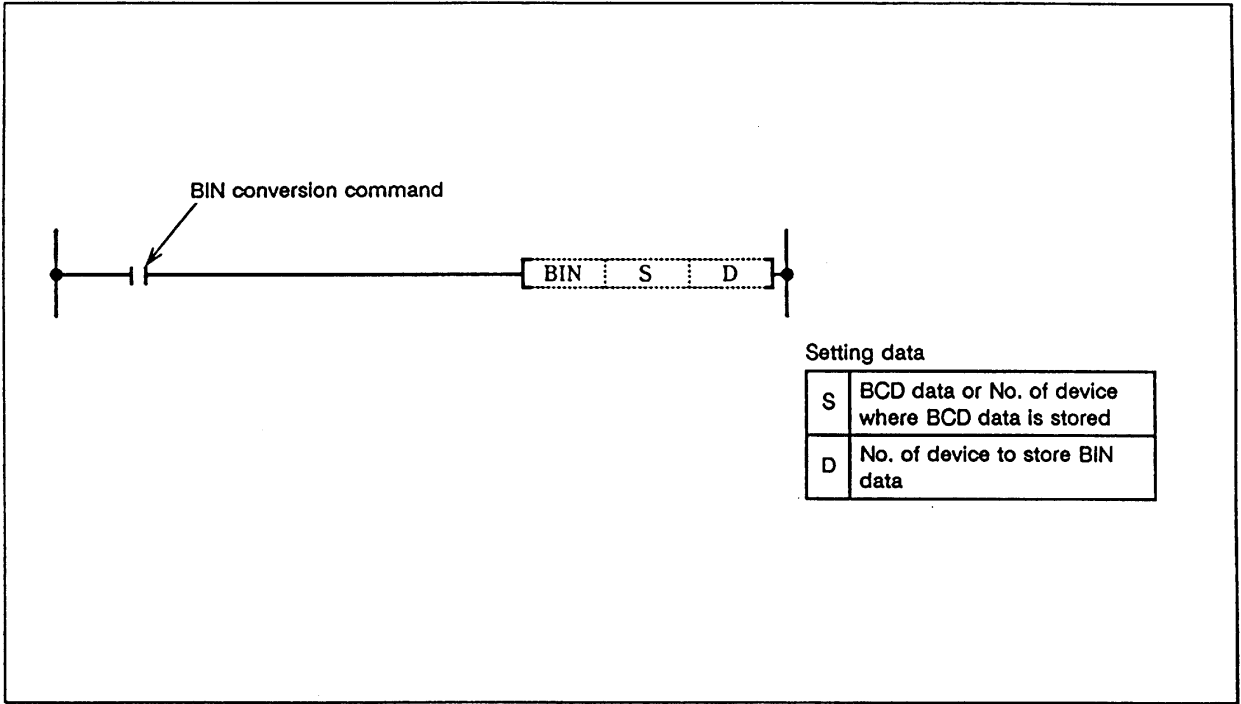 BIN conversion command
BIN S D
Setting data
S BCD data or No. of device
where BCD data is stored
D No. of device to store BIN
data